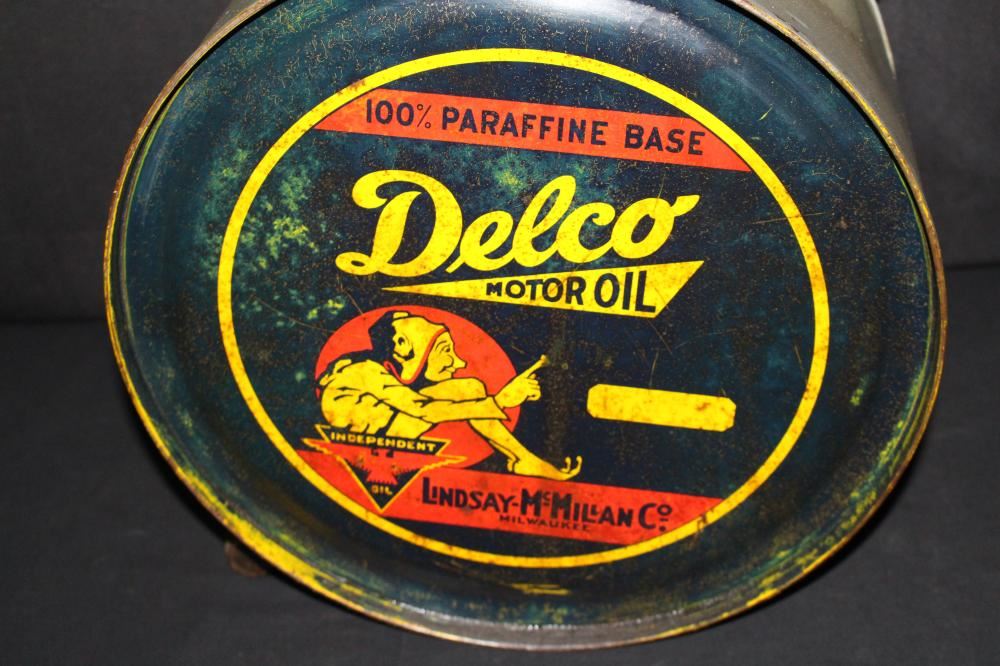 100% PARAFFINE BASE
Delco
MOTOR OIL
INDEPENDENT
OIL
LINDSAY-McMILLAN Co.
MILWAUKEE